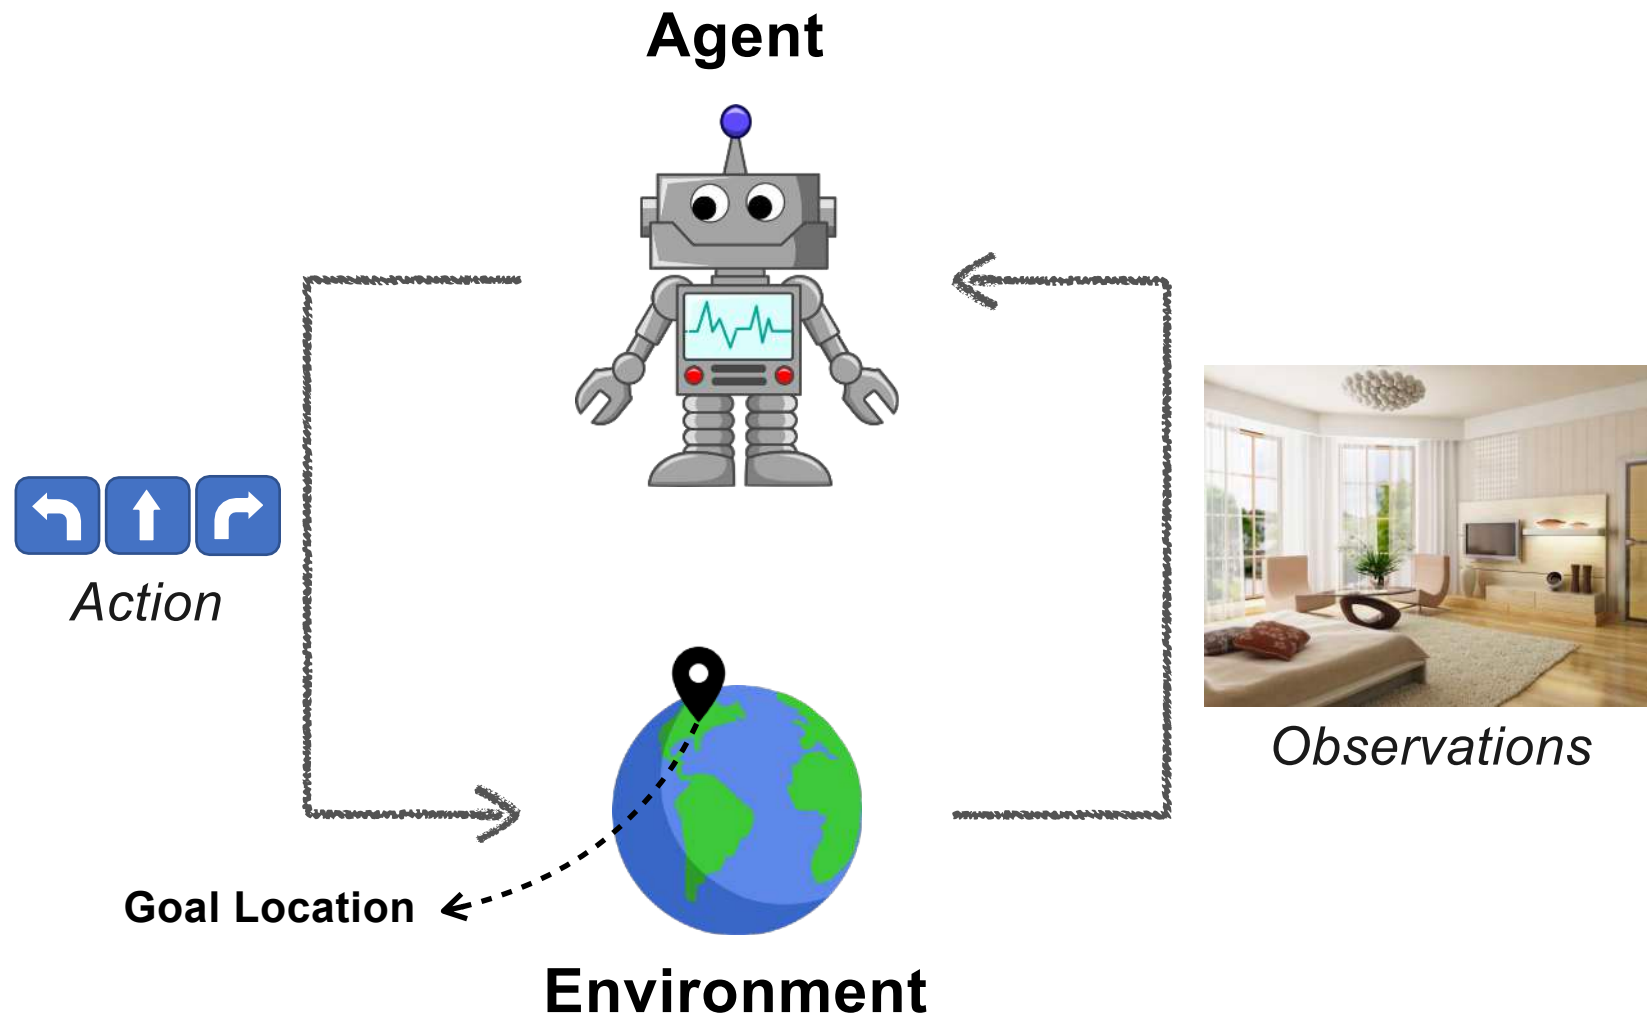 Agent
Action
Observations
Goal Location
Environment